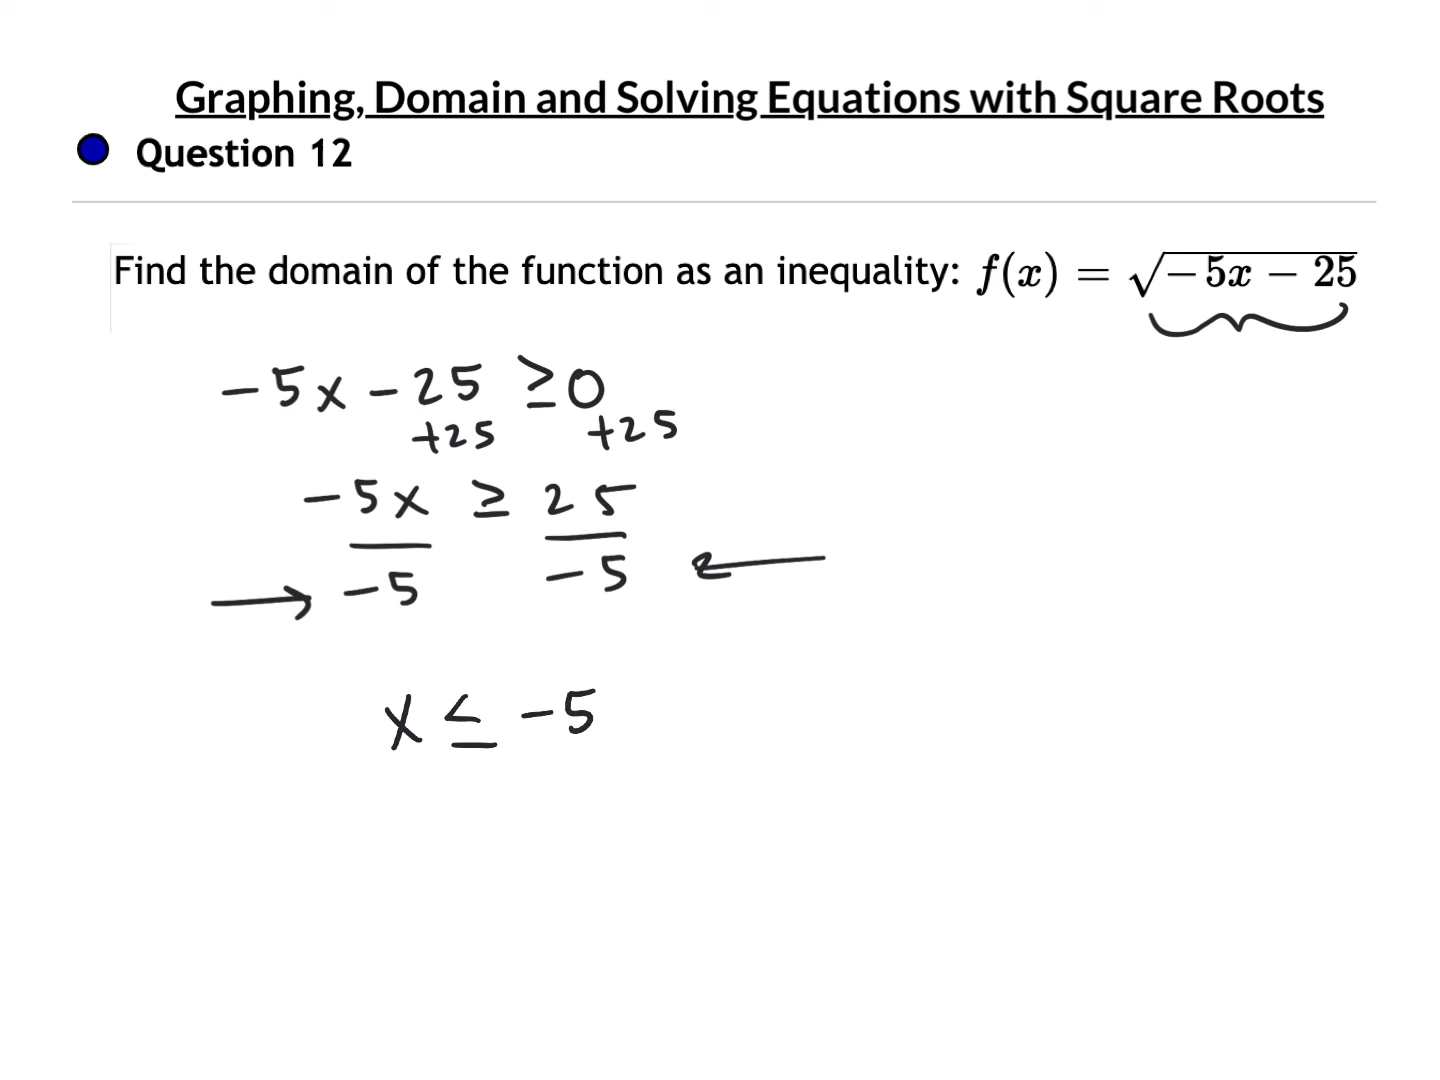 Graphing, Domain and Solving Equations with Square Roots
Question 12
Find the domain of the function as an inequality: f(x) = √(−5x − 25)
−5x −25 ≥0
+25 +25
−5x ≥ 25
−5 −5
x ≤ −5